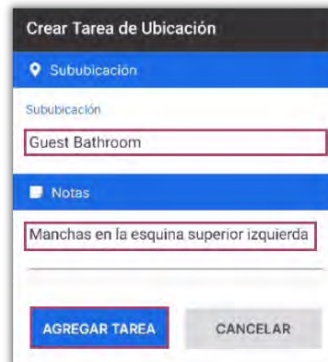 Crear Tarea de Ubicación
Sububicación
Sububicación
Guest Bathroom
Notas
Manchas en la esquina superior izquierda
AGREGAR TAREA
CANCELAR